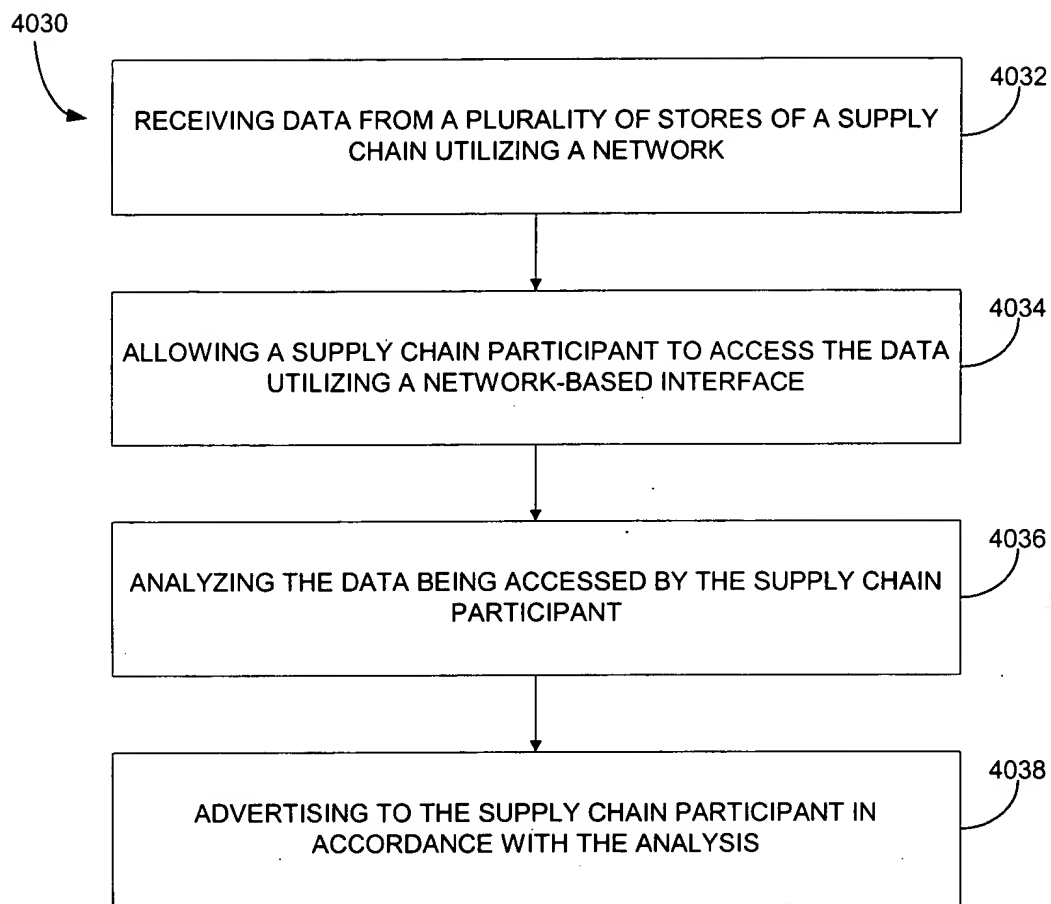 4030
4032
RECEIVING DATA FROM A PLURALITY OF STORES OF A SUPPLY
CHAIN UTILIZING A NETWORK
4034
ALLOWING A SUPPLY CHAIN PARTICIPANT TO ACCESS THE DATA
UTILIZING A NETWORK-BASED INTERFACE
4036
ANALYZING THE DATA BEING ACCESSED BY THE SUPPLY CHAIN
PARTICIPANT
4038
ADVERTISING TO THE SUPPLY CHAIN PARTICIPANT IN
ACCORDANCE WITH THE ANALYSIS